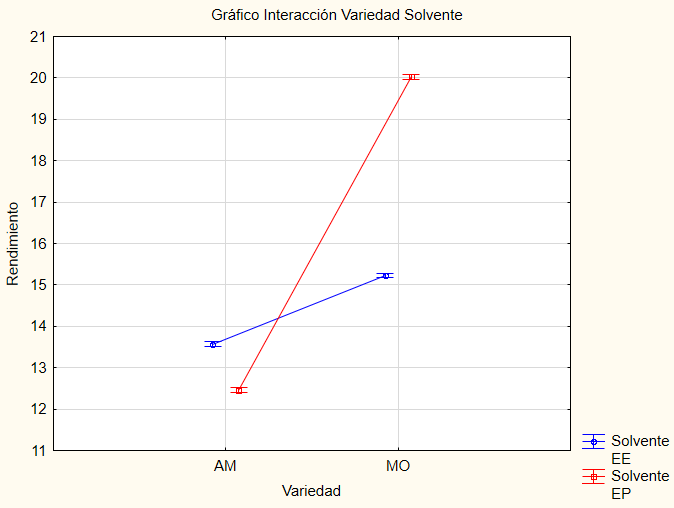 Gráfico Interacción Variedad Solvente
21
20
19
18
17
16
15
14
13
12
11
Rendimiento
AM MO
Variedad
Solvente
EE
Solvente
EP